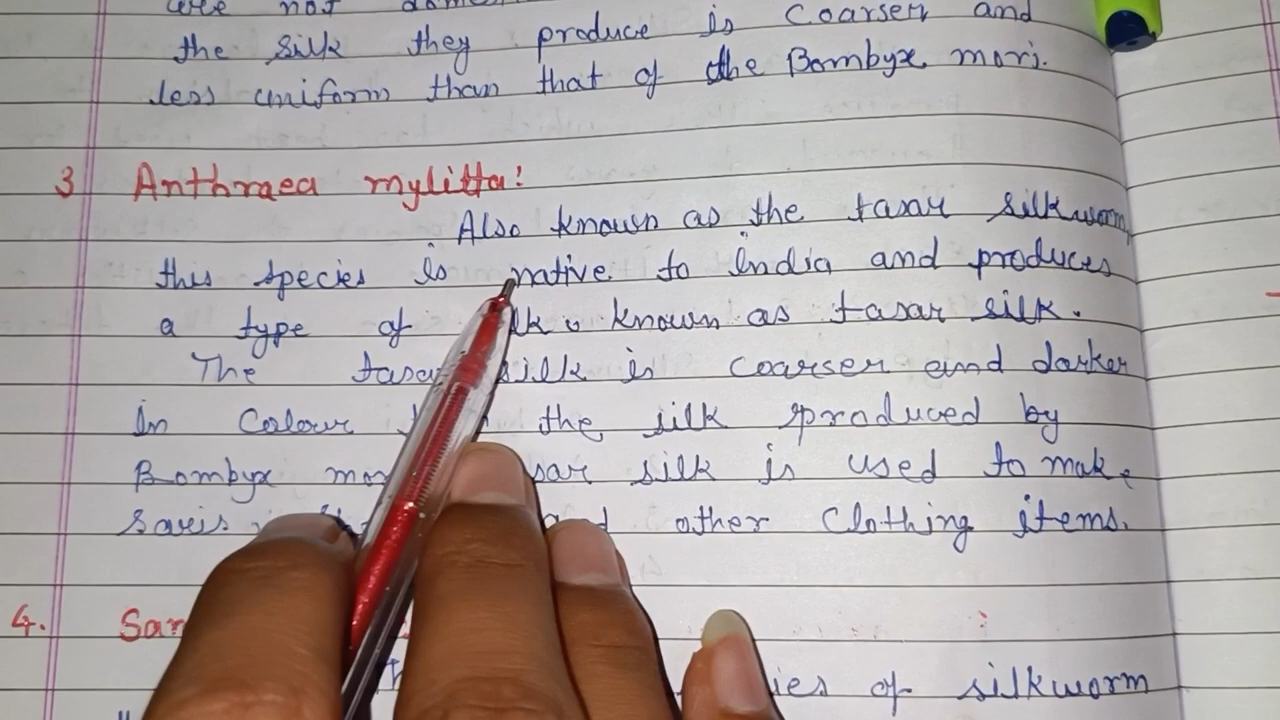 the silk they produce is Coarser and
less uniform than that of the Bombyx mori.
3 Anthraea mylitta:
Also known as the tasar silkworm
this species is native to India and produces
a type of known as tasar silk.
The silk is coarser and darker
in Colour the silk produced by
Bombyx silk is used to make
Saris other Clothing items.
4.
of silkworm